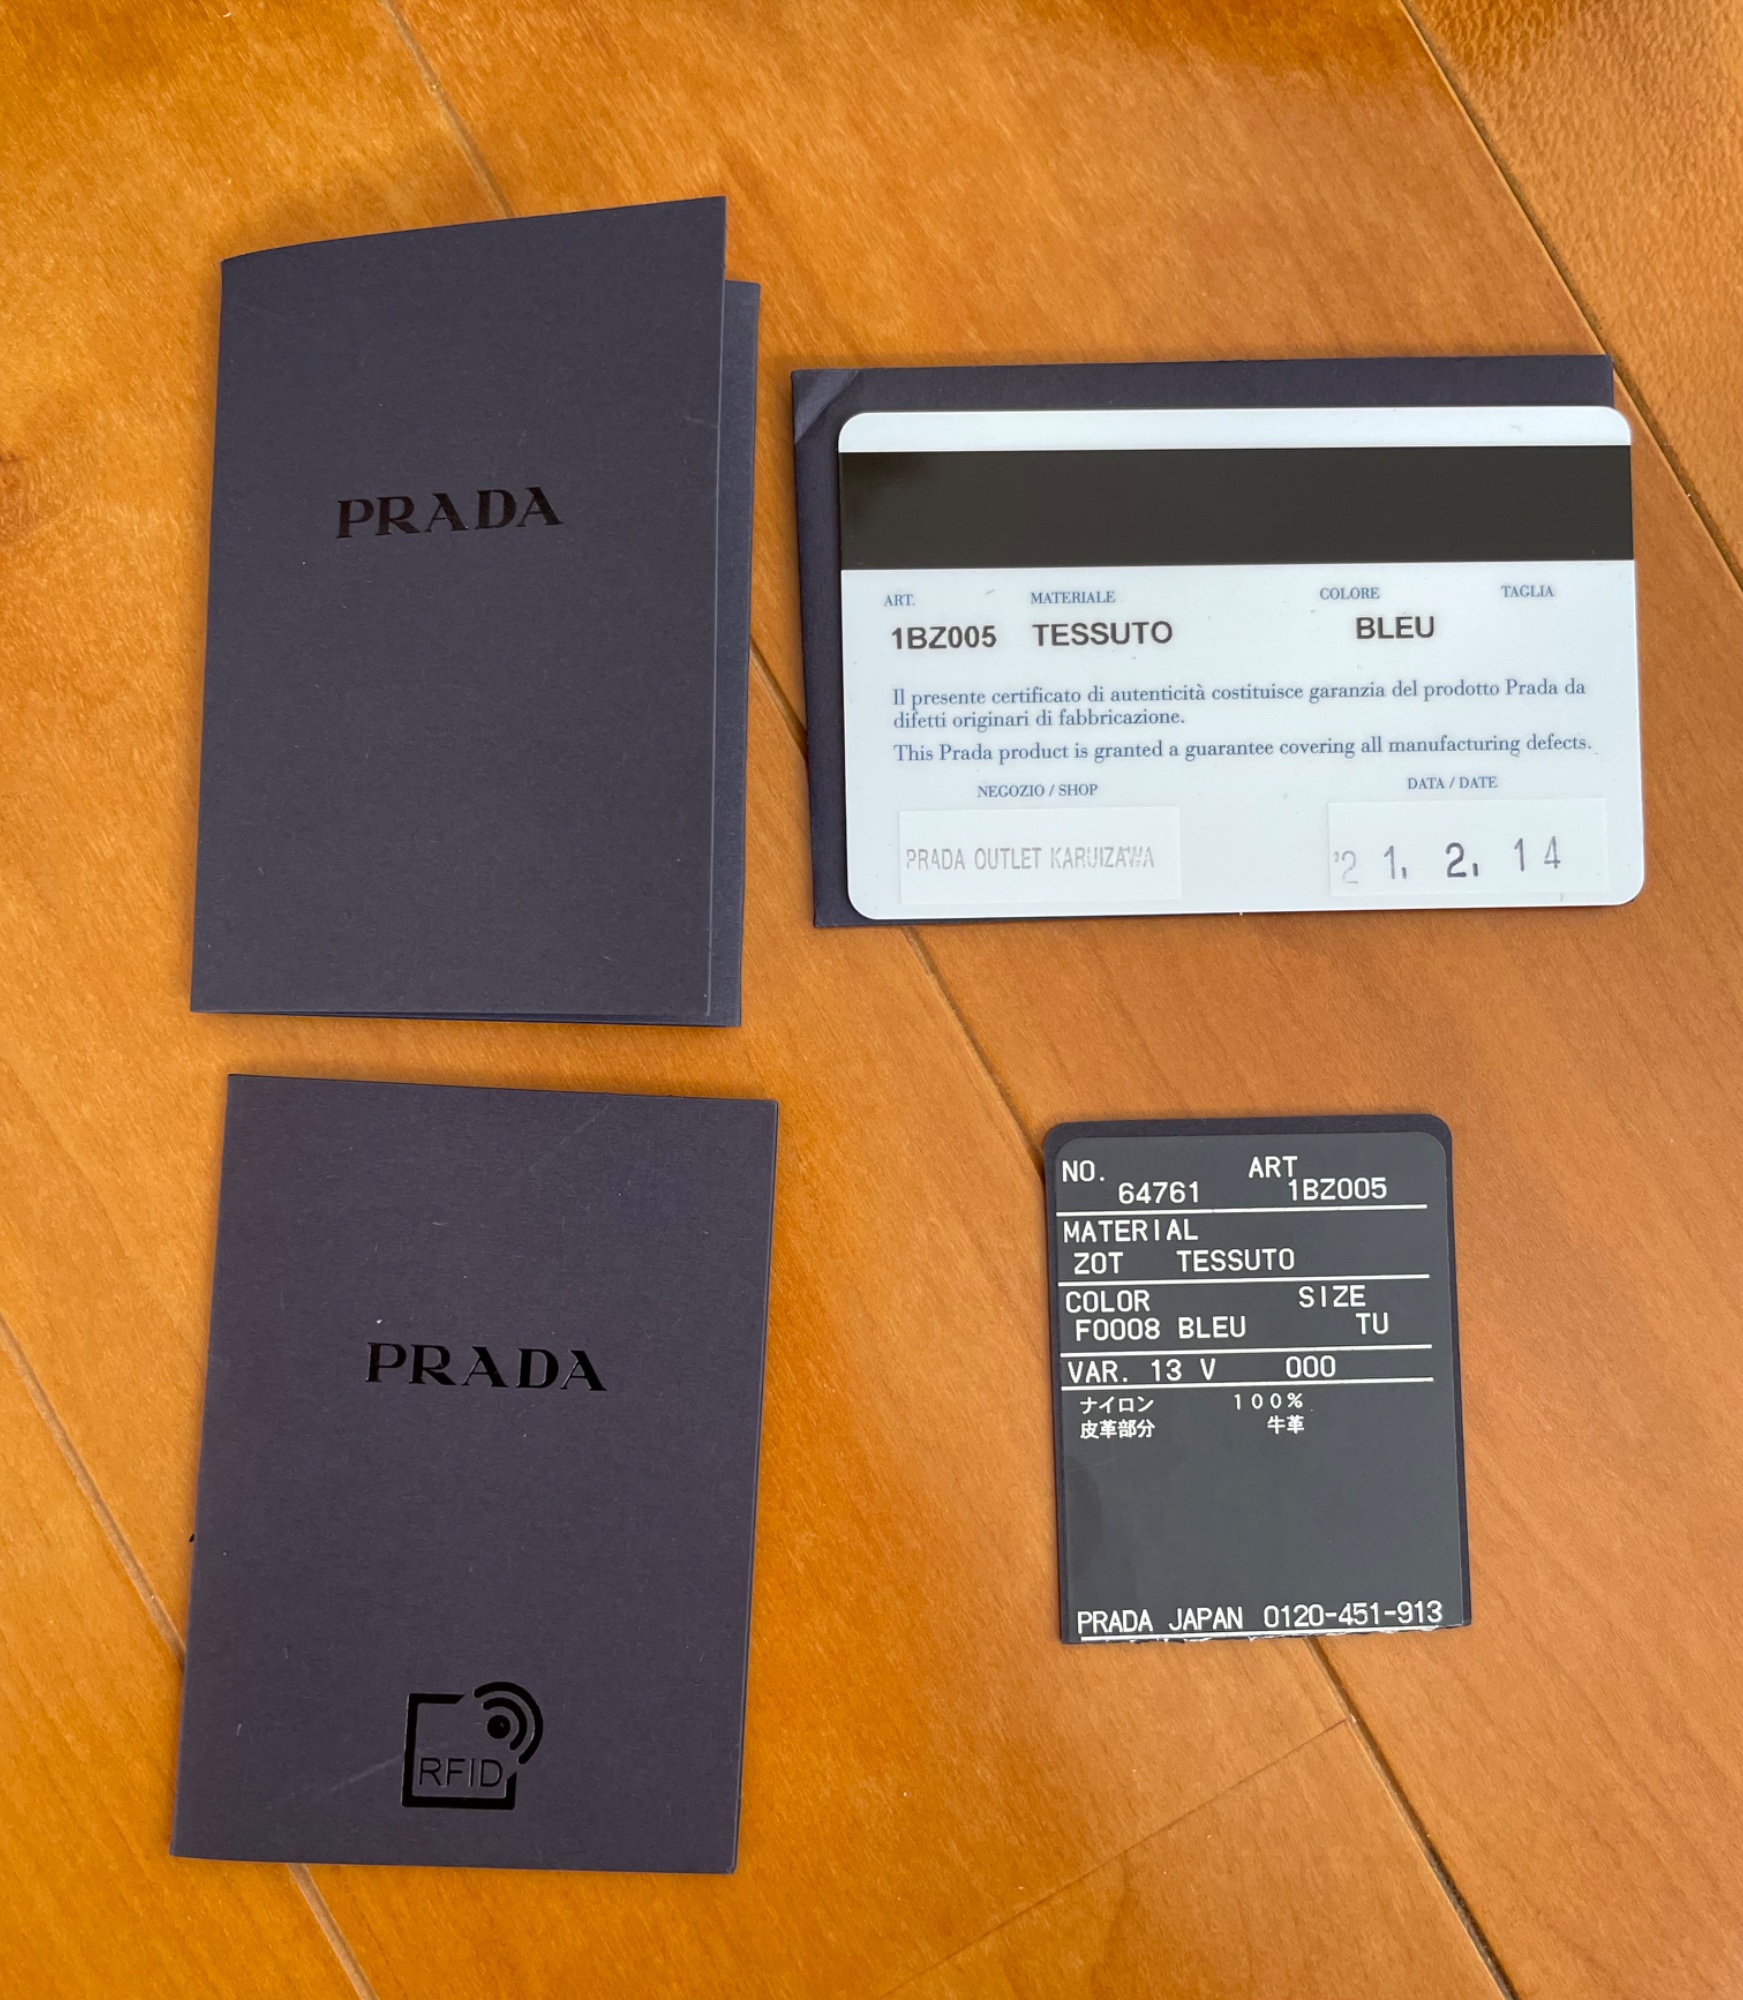 PRADA
ART. MATERIALE COLORE TAGLIA
1BZ005 TESSUTO BLEU
Il presente certificato di autenticità costituisce garanzia del prodotto Prada da
difetti originari di fabbricazione.
This Prada product is granted a guarantee covering all manufacturing defects.
NEGOZIO / SHOP DATA / DATE
PRADA OUTLET KARUIZAWA '21. 2. 14
PRADA
RFID
NO. ART
64761 1BZ005
MATERIAL
ZOT TESSUTO
COLOR SIZE
F0008 BLEU TU
VAR. 13 V 000
ナイロン 100%
皮革部分 牛革
PRADA JAPAN 0120-451-913